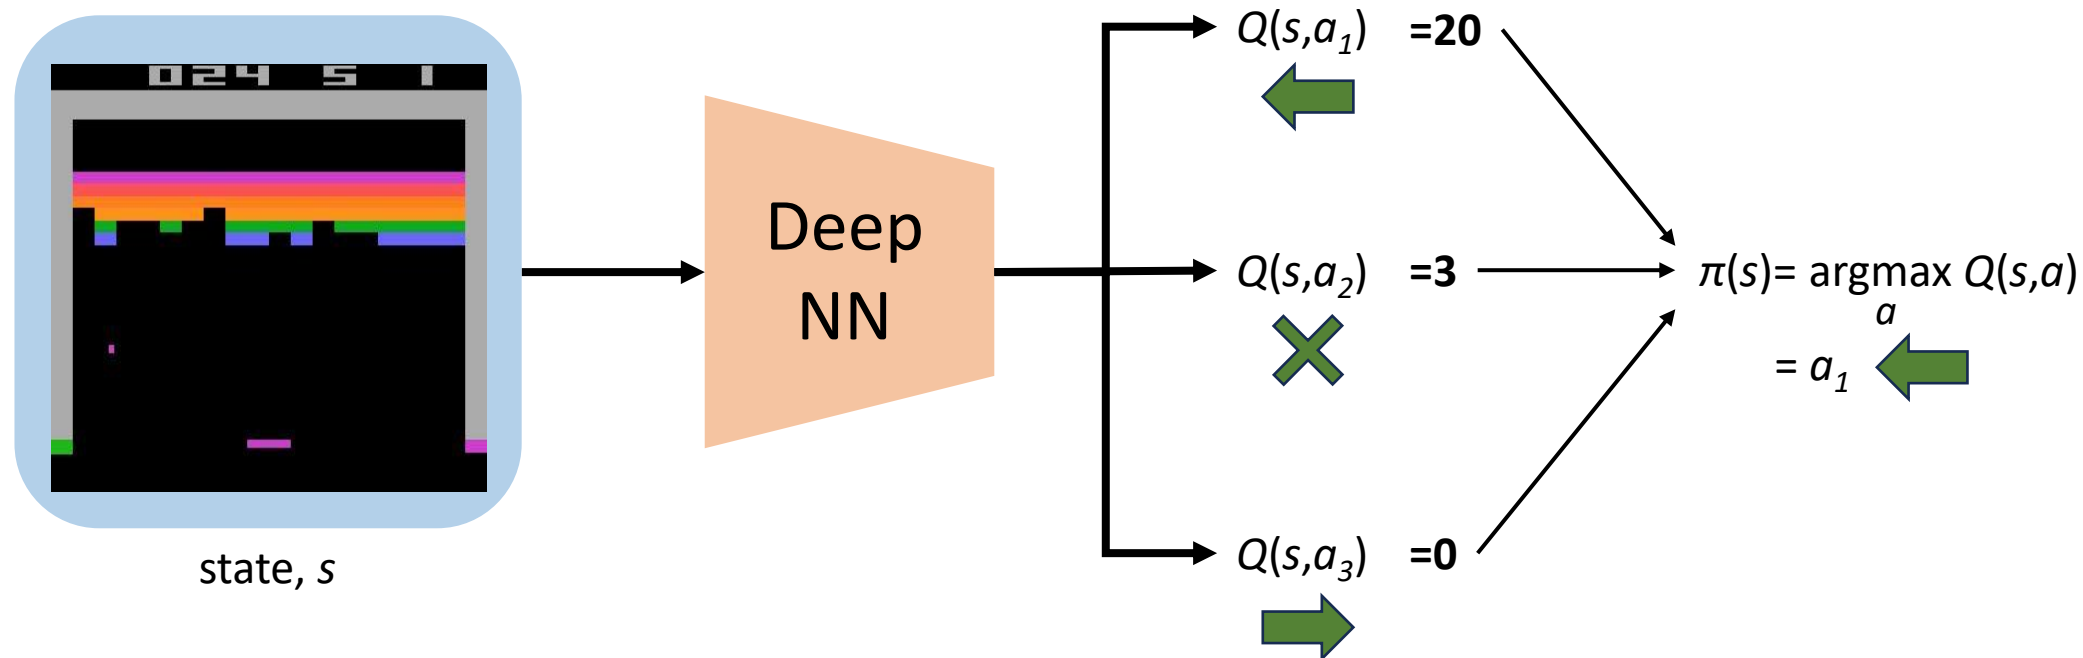 024 5 1
state, s
Deep
NN
Q(s,a₁) =20
Q(s,a₂) =3
Q(s,a₃) =0
π(s)= argmax Q(s,a)
a
= a₁